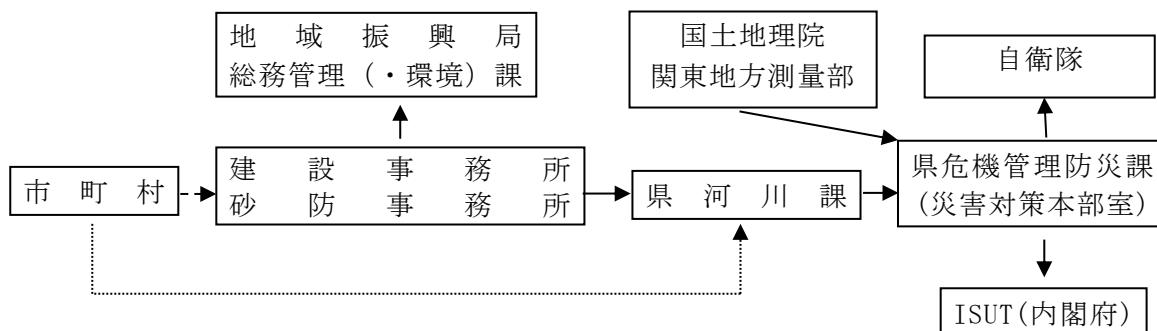 地域振興局
総務管理（・環境）課
国土地理院
関東地方測量部
自衛隊
市町村
建設事務所
砂防事務所
県河川課
県危機管理防災課
(災害対策本部室)
ISUT(内閣府)